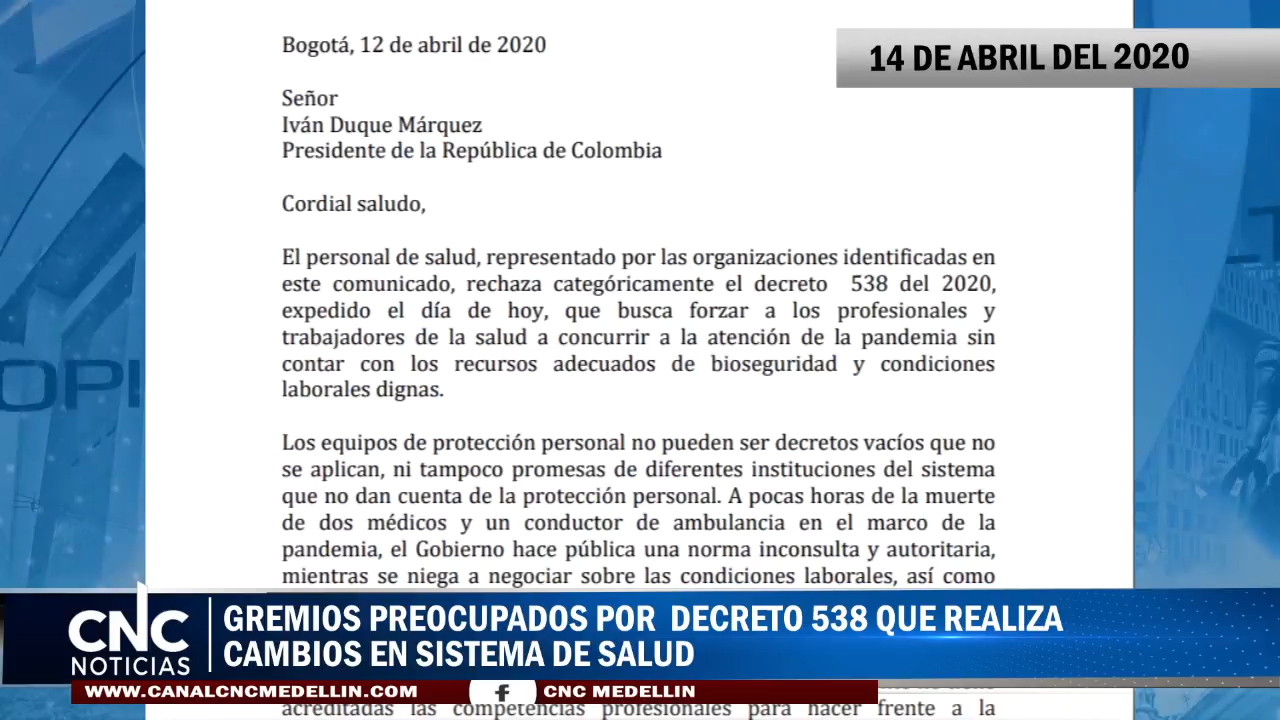 Bogotá, 12 de abril de 2020
14 DE ABRIL DEL 2020
Señor
Iván Duque Márquez
Presidente de la República de Colombia
Cordial saludo,
El personal de salud, representado por las organizaciones identificadas en
este comunicado, rechaza categóricamente el decreto 538 del 2020,
expedido el día de hoy, que busca forzar a los profesionales y
trabajadores de la salud a concurrir a la atención de la pandemia sin
contar con los recursos adecuados de bioseguridad y condiciones
laborales dignas.
OPI
Los equipos de protección personal no pueden ser decretos vacíos que no
se aplican, ni tampoco promesas de diferentes instituciones del sistema
que no dan cuenta de la protección personal. A pocas horas de la muerte
de dos médicos y un conductor de ambulancia en el marco de la
pandemia, el Gobierno hace pública una norma inconsulta y autoritaria,
mientras se niega a negociar sobre las condiciones laborales, así como
CNC
NOTICIAS
GREMIOS PREOCUPADOS POR DECRETO 538 QUE REALIZA
CAMBIOS EN SISTEMA DE SALUD
WWW.CANALCNCMEDELLIN.COM
f CNC MEDELLIN
acreditadas las competencias profesionales para hacer frente a la